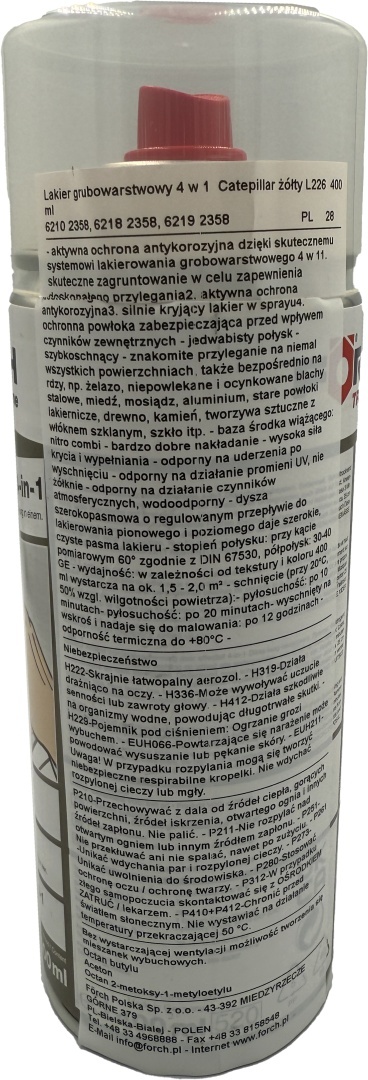 Lakier grubowarstwowy 4 w 1 Catepillar żółty L226 400
ml
6210 2358, 6218 2358, 6219 2358 PL 28
- aktywna ochrona antykorozyjna dzięki skutecznemu
systemowi lakierowania grobowarstwowego 4 w 11.
skuteczne zagruntowanie w celu zapewnienia
doskonałego przylegania2. aktywna ochrona
antykorozyjna3. silnie kryjący lakier w sprayu4.
ochronna powłoka zabezpieczająca przed wpływem
czynników zewnętrznych - jedwabisty połysk -
szybkoschnący - znakomite przyleganie na niemal
wszystkich powierzchniach, także bezpośrednio na
rdzy, np. żelazo, niepowlekane i ocynkowane blachy
stalowe, miedź, mosiądz, aluminium, stare powłoki
lakiernicze, drewno, kamień, tworzywa sztuczne z
włóknem szklanym, szkło itp. - baza środka wiążącego:
nitro combi - bardzo dobre nakładanie - wysoka siła
krycia i wypełniania - odporny na uderzenia po
wyschnięciu - odporny na działanie promieni UV, nie
żółknie - odporny na działanie czynników
atmosferycznych, wodoodporny - dysza
szerokopasmowa o regulowanym przepływie do
lakierowania pionowego i poziomego daje szerokie,
czyste pasma lakieru - stopień połysku: przy kącie
pomiarowym 60° zgodnie z DIN 67530, półpołysk: 30-40
GE - wydajność: w zależności od tekstury i koloru 400
ml wystarcza na ok. 1,5 - 2,0 m² - schnięcie (przy 20°C,
50% wzgl. wilgotności powietrza):- pyłosuchość: po 10
minutach- pyłosuchość: po 20 minutach- wyschnięty na
wskroś i nadaje się do malowania: po 12 godzinach -
odporność termiczna do +80°C -
Niebezpieczeństwo
H222-Skrajnie łatwopalny aerozol. - H319-Działa
drażniąco na oczy. - H336-Może wywoływać uczucie
senności lub zawroty głowy. - H412-Działa szkodliwie
na organizmy wodne, powodując długotrwałe skutki. -
H229-Pojemnik pod ciśnieniem: Ogrzanie grozi
wybuchem. - EUH066-Powtarzające się narażenie może
powodować wysuszanie lub pękanie skóry. - EUH211-
Uwaga! W przypadku rozpylania mogą się tworzyć
niebezpieczne respirabilne kropelki. Nie wdychać
rozpylonej cieczy lub mgły.
P210-Przechowywać z dala od źródeł ciepła, gorących
powierzchni, źródeł iskrzenia, otwartego ognia i innych
źródeł zapłonu. Nie palić. - P211-Nie rozpylać nad
otwartym ogniem lub innym źródłem zapłonu. - P251-
Nie przekłuwać ani nie spalać, nawet po zużyciu. - P261
-Unikać wdychania par i rozpylonej cieczy. - P273-
Unikać uwolnienia do środowiska. - P280-Stosować
ochronę oczu / ochronę twarzy. - P312-W przypadku
złego samopoczucia skontaktować się z OŚRODKIEM
ZATRUĆ / lekarzem. - P410+P412-Chronić przed
światłem słonecznym. Nie wystawiać na działanie
temperatury przekraczającej 50 °C.
Bez wystarczającej wentylacji możliwość tworzenia się
mieszanek wybuchowych.
Octan butylu
Aceton
Octan 2-metoksy-1-metyloetylu
Förch Polska Sp. z o.o. - 43-392 MIEDZYRZECZE
GÓRNE 379
PL-Bielska-Bialej - POLEN
Tel. +48 33 4968888 - Fax +48 33 8158548
E-Mail info@forch.pl - Internet www.forch.pl
-in-1